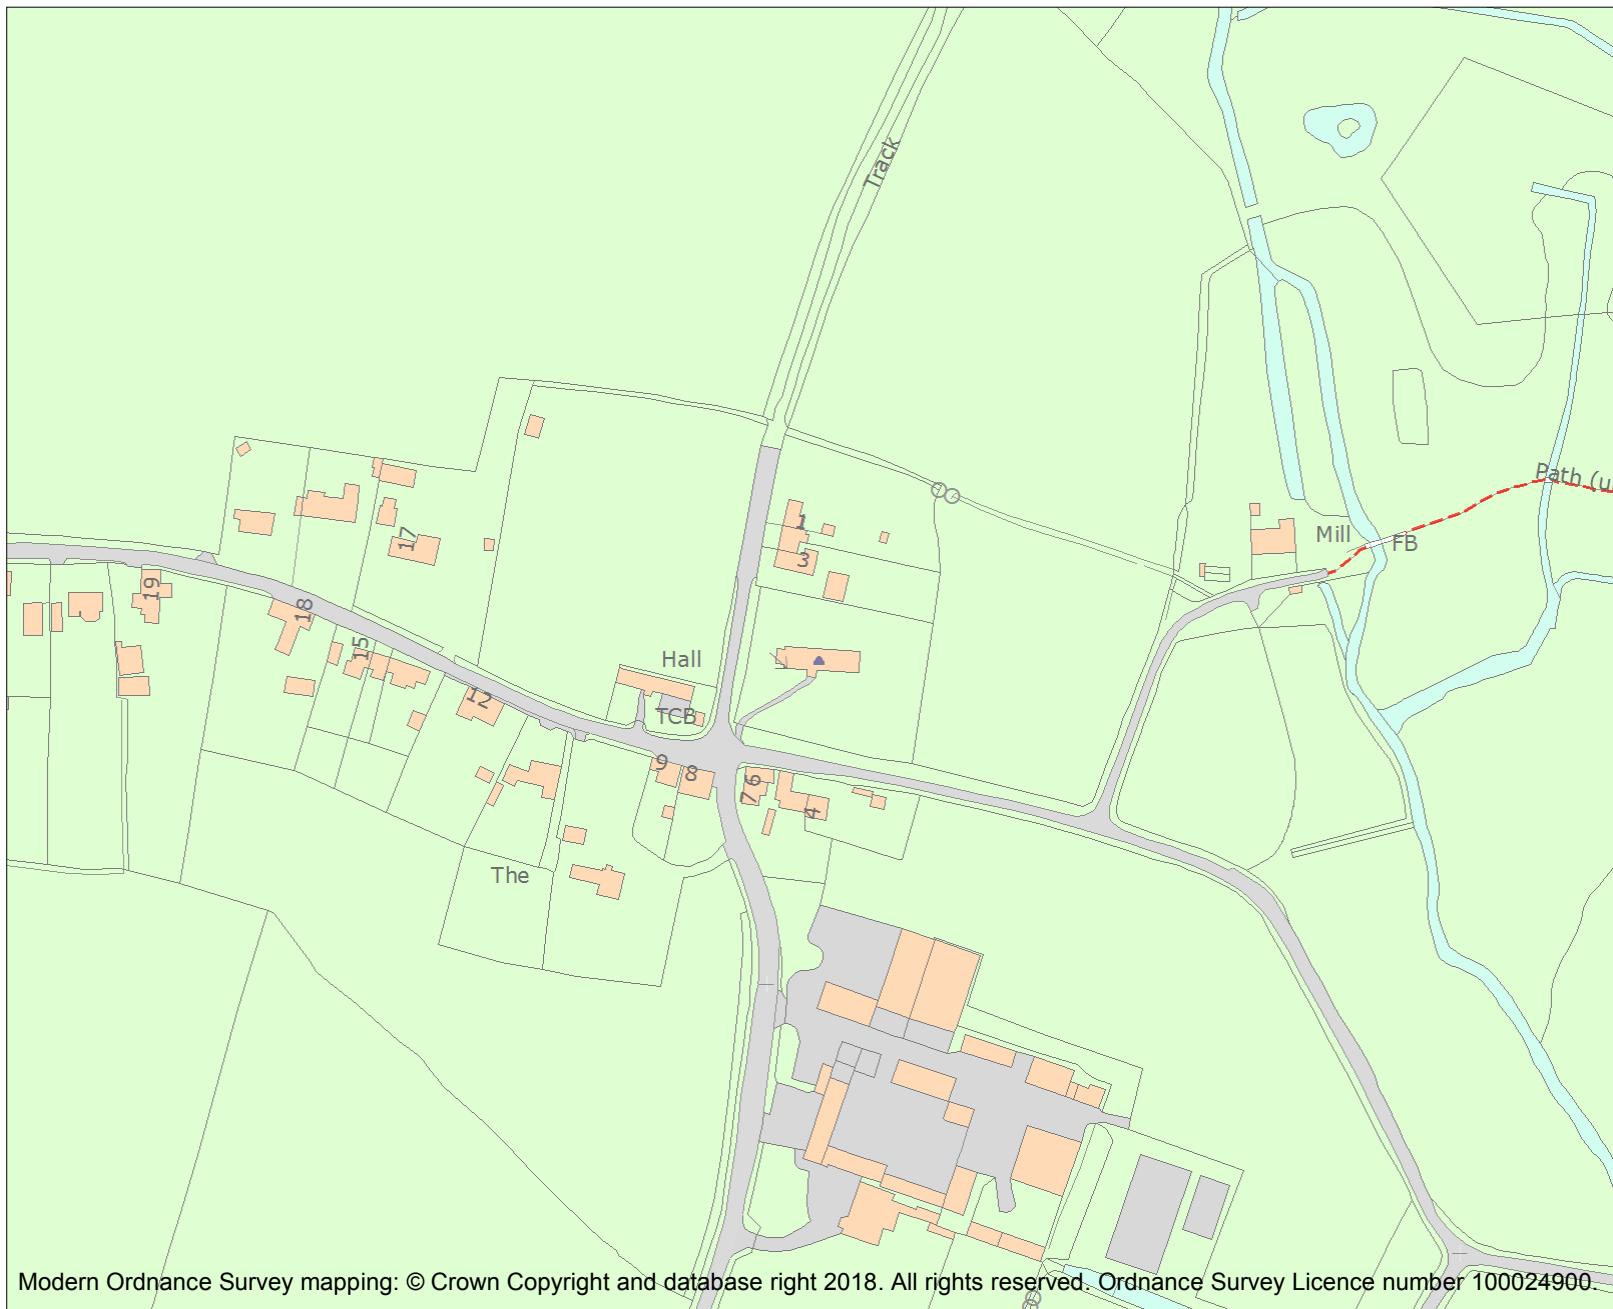 Track
Path (u
Mill
FB
1
3
17
19
18
15
12
Hall
TCB
9
8
7
6
4
The
Modern Ordnance Survey mapping: © Crown Copyright and database right 2018. All rights reserved. Ordnance Survey Licence number 100024900.